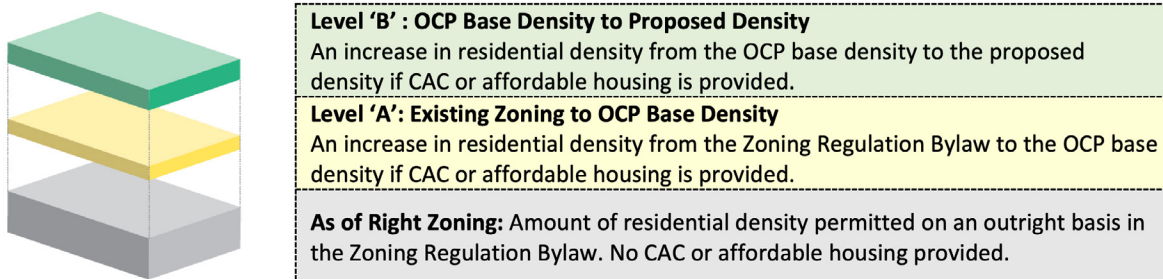 Level ‘B’ : OCP Base Density to Proposed Density
An increase in residential density from the OCP base density to the proposed
density if CAC or affordable housing is provided.
Level ‘A’: Existing Zoning to OCP Base Density
An increase in residential density from the Zoning Regulation Bylaw to the OCP base
density if CAC or affordable housing is provided.
As of Right Zoning: Amount of residential density permitted on an outright basis in
the Zoning Regulation Bylaw. No CAC or affordable housing provided.